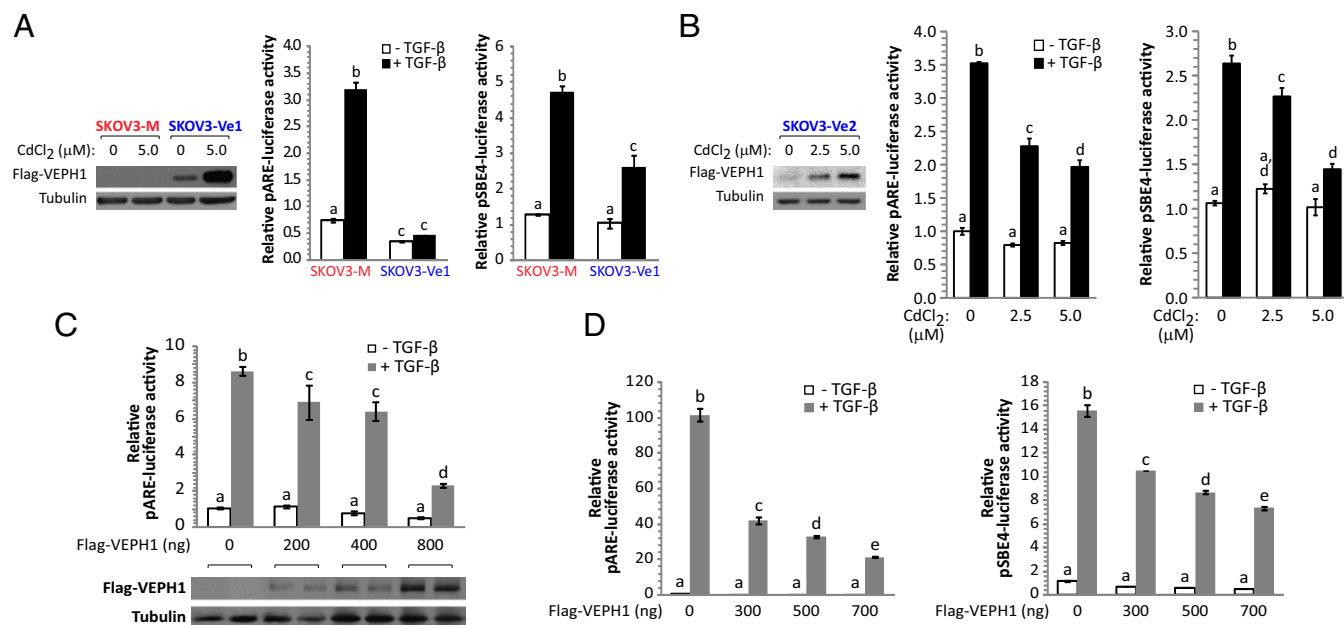 A
SKOV3-M SKOV3-Ve1
CdCl2 (μM): 0 5.0 0 5.0
Flag-VEPH1
Tubulin
Relative pARE-luciferase activity
4.0
3.5
3.0
2.5
2.0
1.5
1.0
0.5
0.0
- TGF-β
+ TGF-β
a b c c
SKOV3-M SKOV3-Ve1
Relative pSBE4-luciferase activity
6
5
4
3
2
1
0
a b a c
SKOV3-M SKOV3-Ve1
B
SKOV3-Ve2
CdCl2 (μM): 0 2.5 5.0
Flag-VEPH1
Tubulin
Relative pARE-luciferase activity
4.0
3.5
3.0
2.5
2.0
1.5
1.0
0.5
0.0
- TGF-β
+ TGF-β
a b a c a d
CdCl2: 0 2.5 5.0
(μM)
Relative pSBE4-luciferase activity
3.0
2.5
2.0
1.5
1.0
0.5
0.0
a b a, d c a d
CdCl2: 0 2.5 5.0
(μM)
C
Relative
pARE-luciferase activity
10
8
6
4
2
0
- TGF-β
+ TGF-β
a b a c a c a d
Flag-VEPH1 (ng) 0 200 400 800
Flag-VEPH1
Tubulin
D
Relative
pARE-luciferase activity
120
100
80
60
40
20
0
- TGF-β
+ TGF-β
a b a c a d a e
Flag-VEPH1 (ng) 0 300 500 700
Relative
pSBE4-luciferase activity
18
16
14
12
10
8
6
4
2
0
- TGF-β
+ TGF-β
a b a c a d a e
Flag-VEPH1 (ng) 0 300 500 700